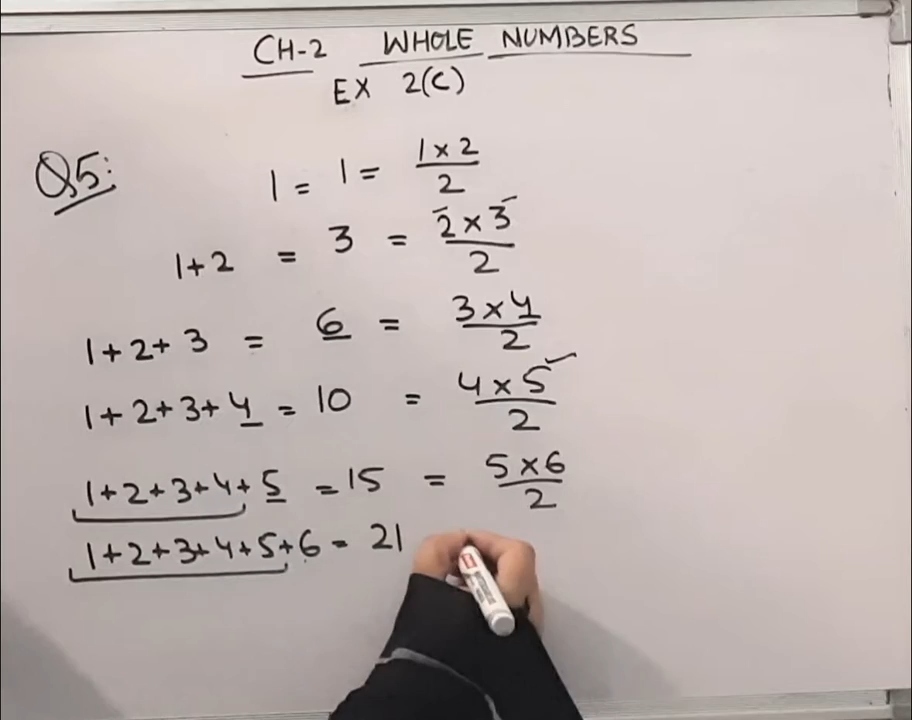 CH-2 WHOLE NUMBERS
EX 2(C)
Q5:
1 = 1 = 1 × 2 / 2
1+2 = 3 = 2 × 3 / 2
1+2+3 = 6 = 3 × 4 / 2
1+2+3+4 = 10 = 4 × 5 / 2
1+2+3+4+5 = 15 = 5 × 6 / 2
1+2+3+4+5+6 = 21